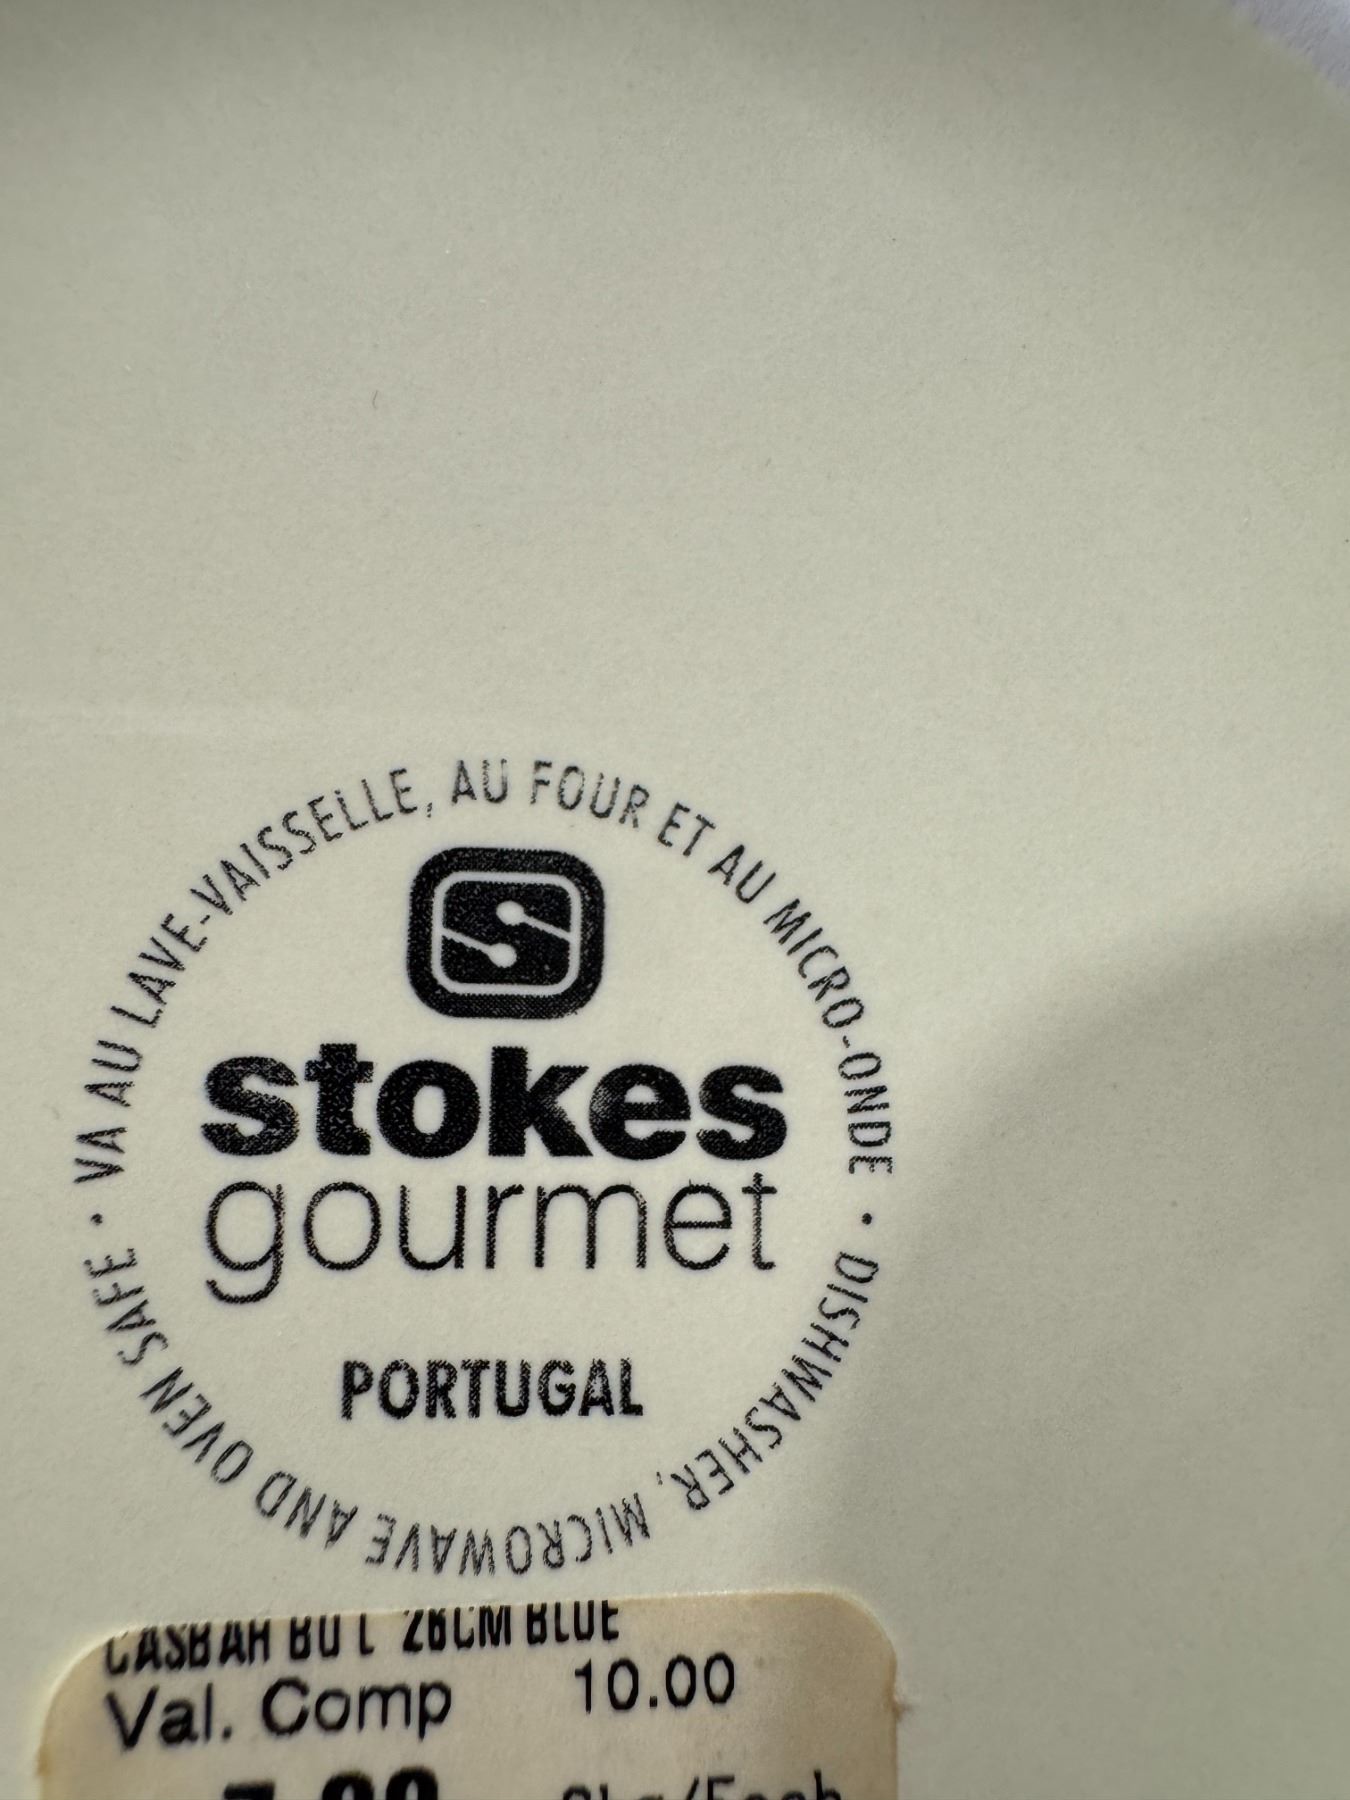 VA AU LAVE-VAISSELLE, AU FOUR ET AU MICRO-ONDE •
stokes
gourmet
PORTUGAL
DISHWASHER, MICROWAVE AND OVEN SAFE •
CASBAH 28CM BLUE
Val. Comp 10.00